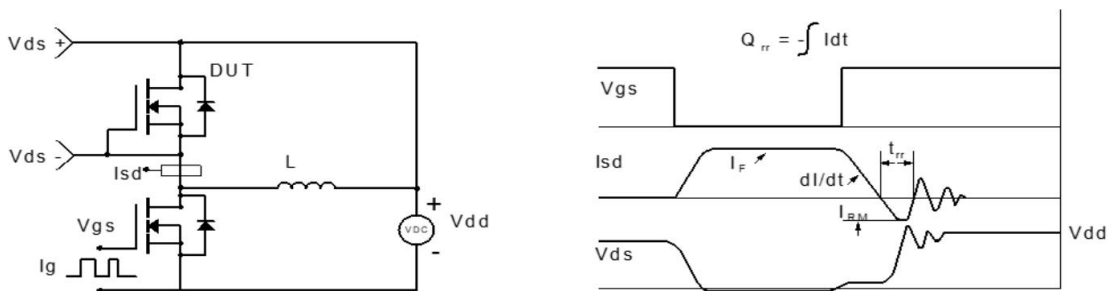 Vds +
DUT
Vds -
Isd
L
Vgs
+
VDC
-
Vdd
Ig
Q rr = -∫ Idt
Vgs
Isd
I F
dI/dt
t rr
I RM
Vds
Vdd